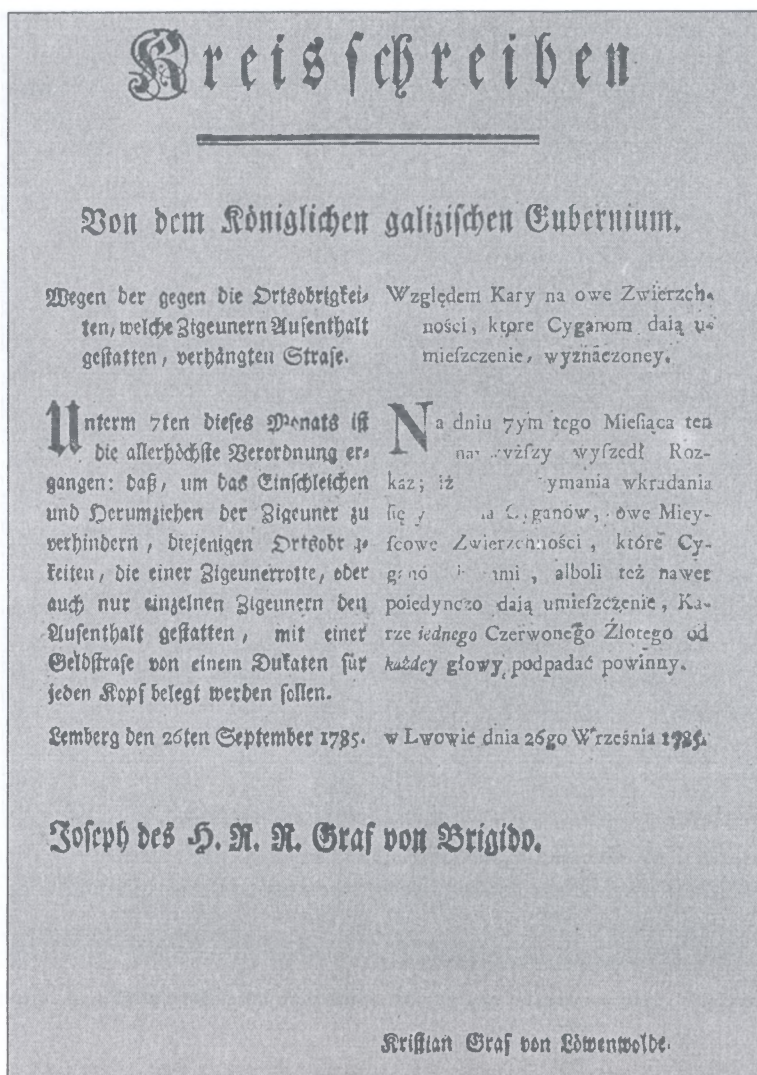 Kreisschreiben
Von dem Königlichen galizischen Gubernium.
Wegen der gegen die Ortsobrigkei-
ten, welche Zigeunern Aufenthalt
gestatten, verhängten Strafe.
Unterm 7ten dieses Monats ist
die allerhöchste Verordnung er-
gangen: daß, um das Einschleichen
und Herumziehen der Zigeuner zu
verhindern, diejenigen
keiten, die einer Zigeunerrotte, oder
auch nur einzelnen Zigeunern den
Aufenthalt gestatten, mit einer
Geldstrafe von einem Dukaten für
jeden Kopf belegt werden sollen.
Lemberg den 26ten September 1785.
Względem Kary na owe Zwierzch-
ności, ktore Cyganom daią u-
mieſzczenie, wyznaczoney.
Na dniu 7ym tego Mieſiąca ten
wyſzedł Roz-
kaz; iż wkradania
ſię Cyganów, owe Miey-
ſcowe Zwierzchności, które
alboli też nawet
poiedynczo dają umieſzczenie, Ka-
rze iednego Czerwonego Złotego od
każdey głowy podpadać powinny.
w Lwowie dnia 26go Września 1785.
Joseph des H. R. R. Graf von Brigido.
Kristian Graf von Löwenwolde.